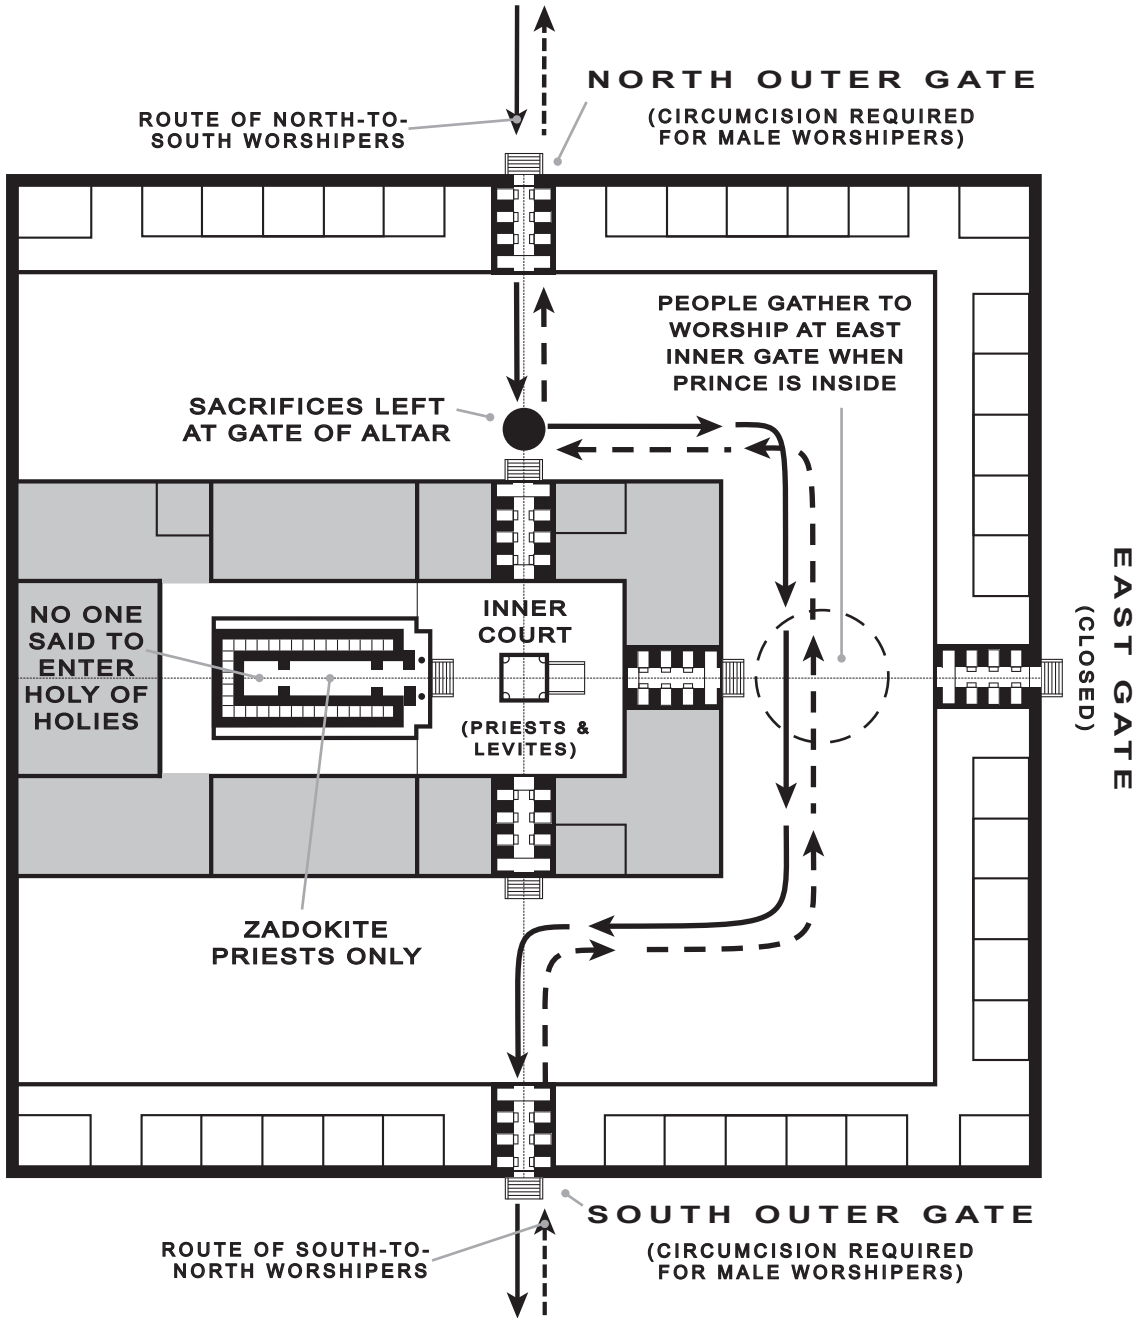 NORTH OUTER GATE
(CIRCUMCISION REQUIRED
FOR MALE WORSHIPERS)
ROUTE OF NORTH-TO-
SOUTH WORSHIPERS
PEOPLE GATHER TO
WORSHIP AT EAST
INNER GATE WHEN
PRINCE IS INSIDE
SACRIFICES LEFT
AT GATE OF ALTAR
NO ONE
SAID TO
ENTER
HOLY OF
HOLIES
INNER
COURT
(PRIESTS &
LEVITES)
EAST GATE
(CLOSED)
ZADOKITE
PRIESTS ONLY
SOUTH OUTER GATE
(CIRCUMCISION REQUIRED
FOR MALE WORSHIPERS)
ROUTE OF SOUTH-TO-
NORTH WORSHIPERS